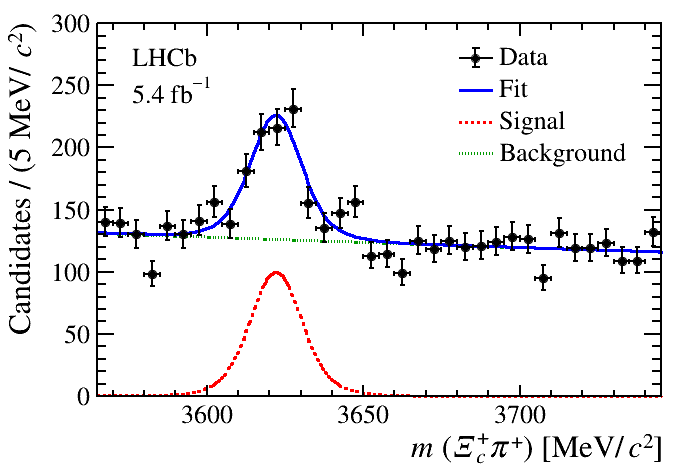 Candidates / (5 MeV/c²)
300
250
200
150
100
50
0
LHCb
5.4 fb⁻¹
Data
Fit
Signal
Background
3600
3650
3700
m (Ξc⁺π⁺) [MeV/c²]